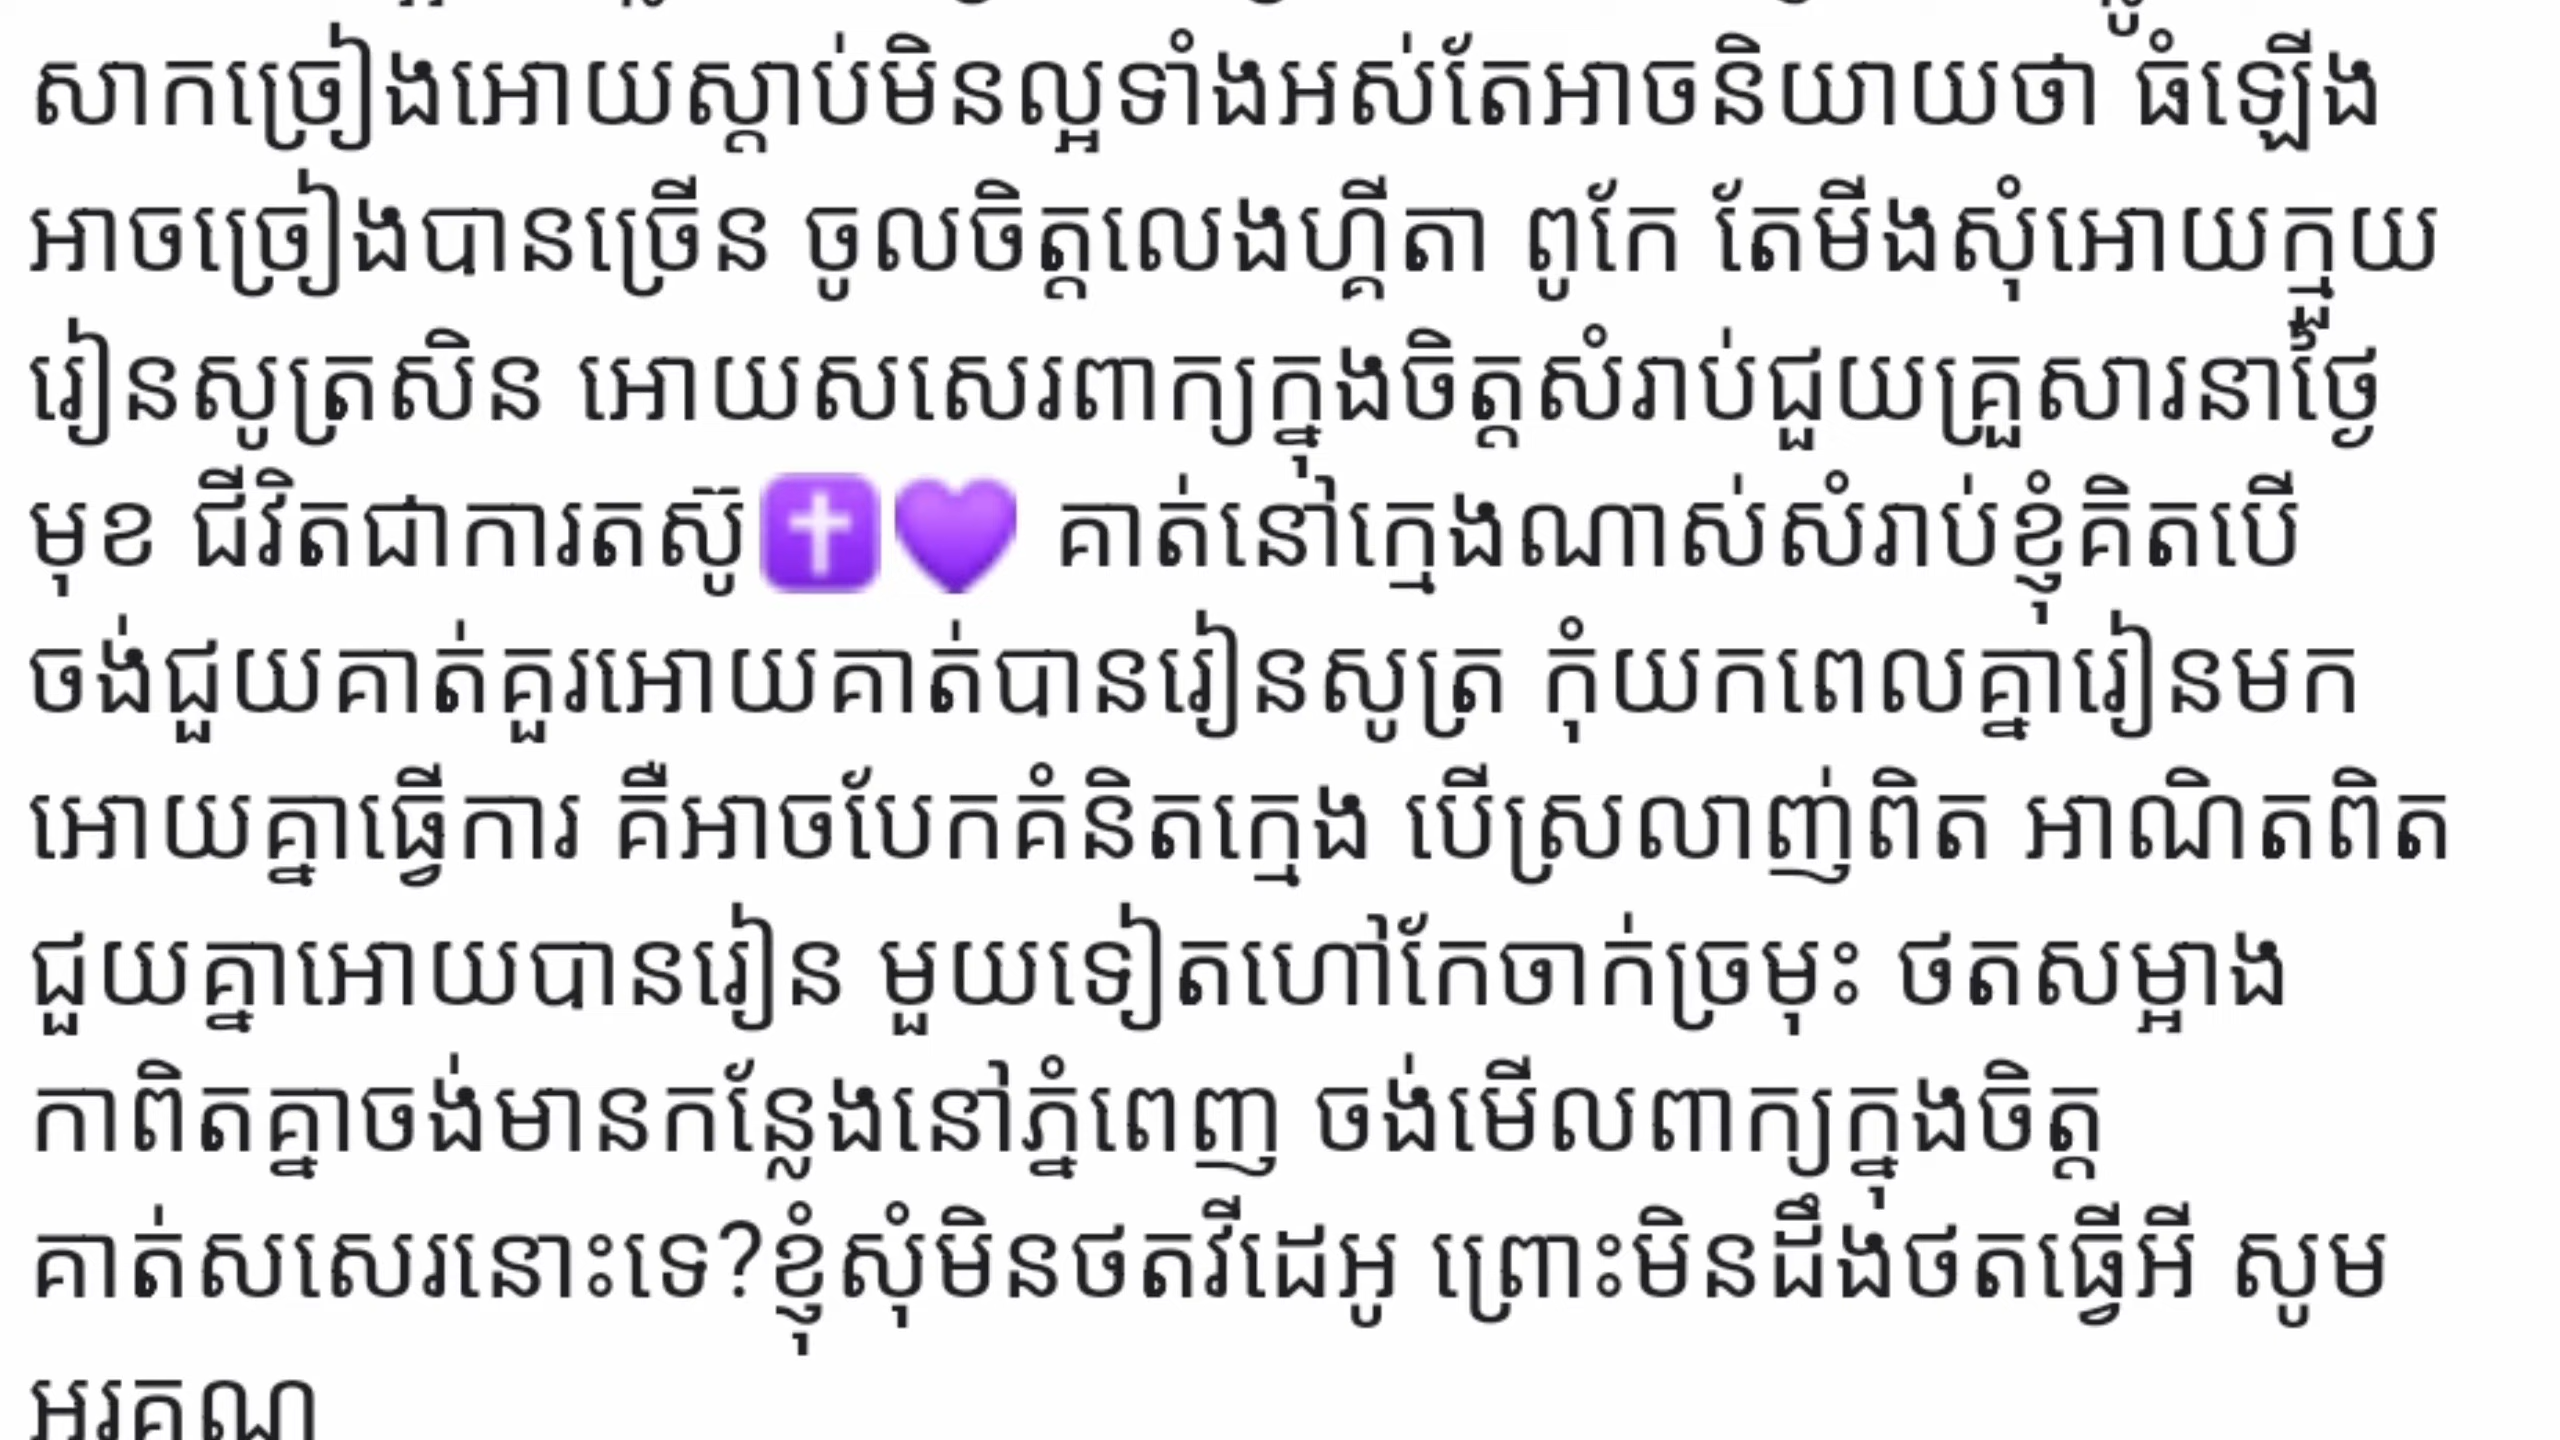 សាកច្រៀងអោយស្តាប់មិនល្អទាំងអស់តែអាចនិយាយថា ធំឡើង
អាចច្រៀងបានច្រើន ចូលចិត្តលេងហ្គីតា ពូកែ តែមីងសុំអោយក្មួយ
រៀនសូត្រសិន អោយសសេរពាក្យក្នុងចិត្តសំរាប់ជួយគ្រួសារនាថ្ងៃ
មុខ ជីវិតជាការតស៊ូ✝️💜 គាត់នៅក្មេងណាស់សំរាប់ខ្ញុំគិតបើ
ចង់ជួយគាត់គួរអោយគាត់បានរៀនសូត្រ កុំយកពេលគ្នារៀនមក
អោយគ្នាធ្វើការ គឺអាចបែកគំនិតក្មេង បើស្រលាញ់ពិត អាណិតពិត
ជួយគ្នាអោយបានរៀន មួយទៀតហៅកែចាក់ច្រមុះ ថតសម្អាង
កាពិតគ្នាចង់មានកន្លែងនៅភ្នំពេញ ចង់មើលពាក្យក្នុងចិត្ត
គាត់សសេរនោះទេ?ខ្ញុំសុំមិនថតវីដេអូ ព្រោះមិនដឹងថតធ្វើអី សូម
អរគុណ